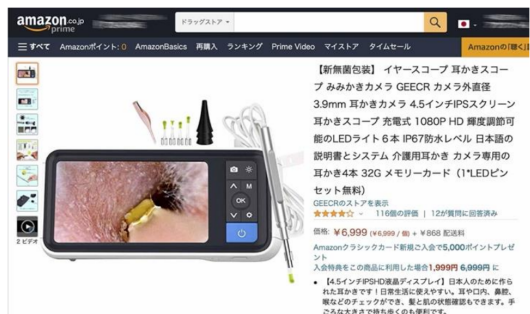 amazon.co.jp
prime
ドラッグストア
すべて Amazonポイント: 0 AmazonBasics 再購入 ランキング Prime Video マイストア タイムセール
Amazonの「聴く」
【新無菌包装】 イヤースコープ 耳かきスコー
プ みみかきカメラ GEECR カメラ外直径
3.9mm 耳かきカメラ 4.5インチIPSスクリーン
耳かきスコープ 充電式 1080P HD 輝度調節可
能のLEDライト6本 IP67防水レベル 日本語の
説明書とシステム 介護用耳かき カメラ専用の
耳かき4本 32G メモリーカード（1*LEDピン
セット無料）
GEECRのストアを表示
116個の評価 | 12が質問に回答済み
価格: ￥6,999 (￥6,999 / 個) + ￥868 配送料
Amazonクラシックカード新規ご入会で5,000ポイントプレゼ
ント
入会特典をこの商品に利用した場合1,999円 6,999円 に
• 【4.5インチIPSHD液晶ディスプレイ】日本人のために作ら
れた耳かきです！日常生活に使えやすい。耳や口内、鼻腔、
喉などのチェックができ、髪と肌の状態確認もできます。手
ごろな大きさで持ち歩くのも便利です。
M
OK
2 ビデオ